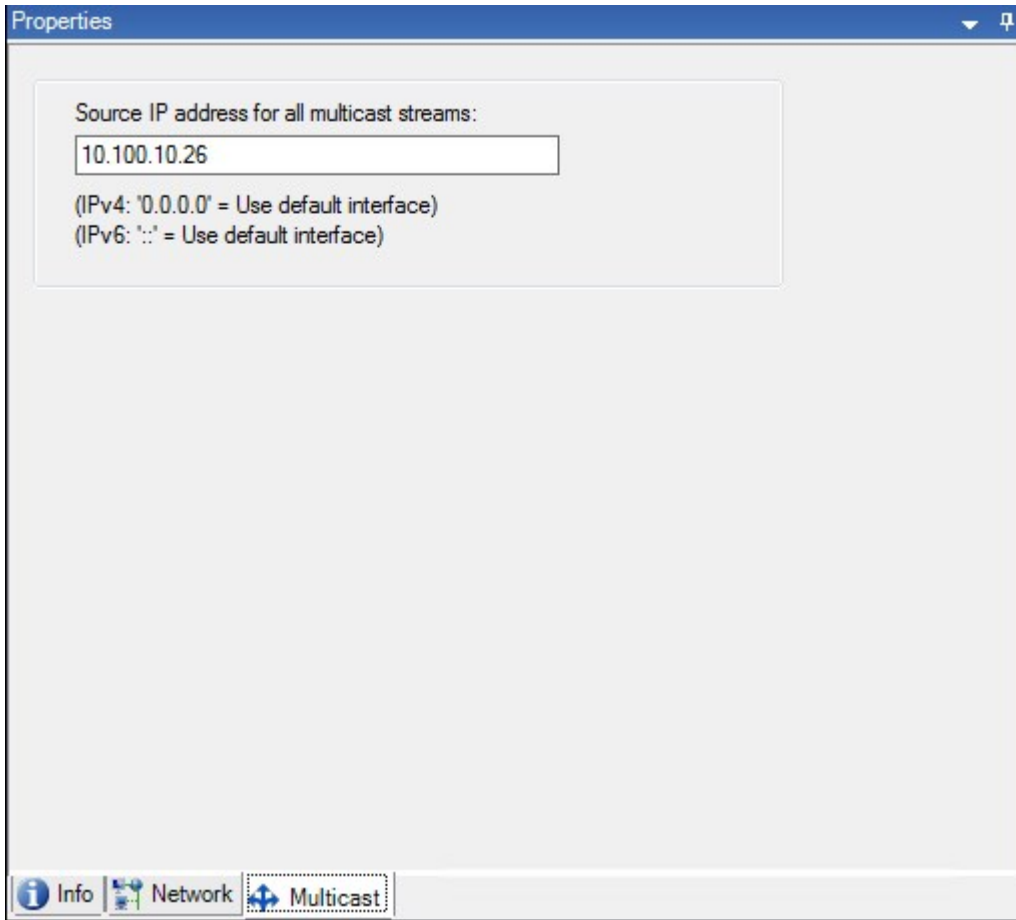 Properties
Source IP address for all multicast streams:
10.100.10.26
(IPv4: '0.0.0.0' = Use default interface)
(IPv6: '::' = Use default interface)
Info Network Multicast